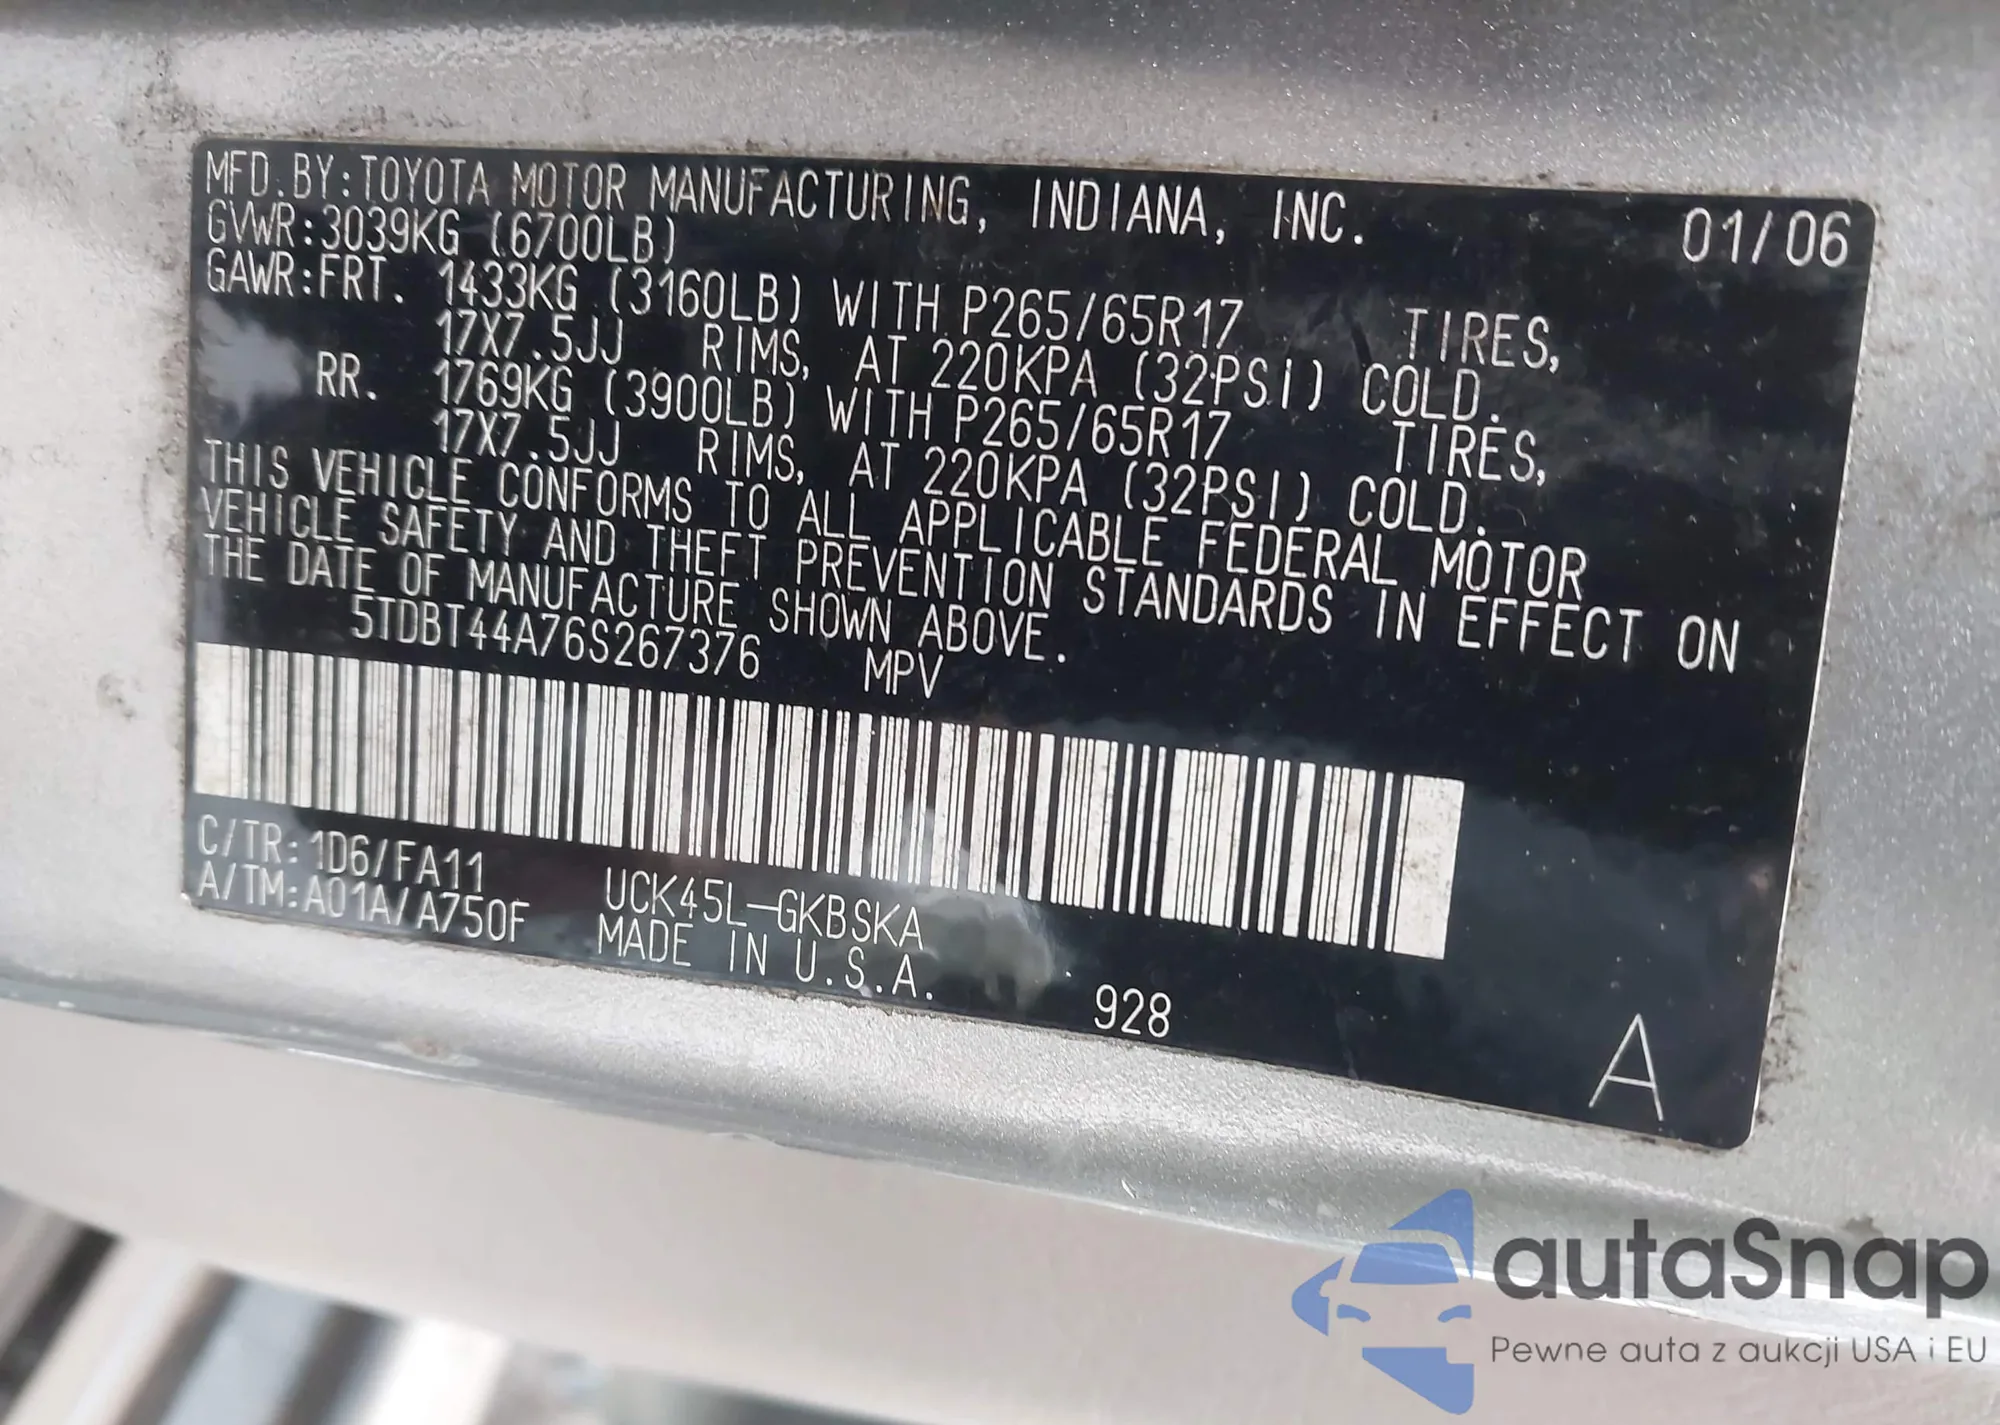 MFD.BY:TOYOTA MOTOR MANUFACTURING, INDIANA, INC. 01/06
GVWR:3039KG (6700LB)
GAWR:FRT. 1433KG (3160LB) WITH P265/65R17 TIRES,
17X7.5JJ RIMS, AT 220KPA (32PSI) COLD.
RR. 1769KG (3900LB) WITH P265/65R17 TIRES,
17X7.5JJ RIMS, AT 220KPA (32PSI) COLD.
THIS VEHICLE CONFORMS TO ALL APPLICABLE FEDERAL MOTOR
VEHICLE SAFETY AND THEFT PREVENTION STANDARDS IN EFFECT ON
THE DATE OF MANUFACTURE SHOWN ABOVE.
5TDBT44A76S267376 MPV
C/TR:1D6/FA11 UCK45L-GKBSKA
A/TM:A01A/A750F MADE IN U.S.A. 928
A
autaSnap
Pewne auta z aukcji USA i EU